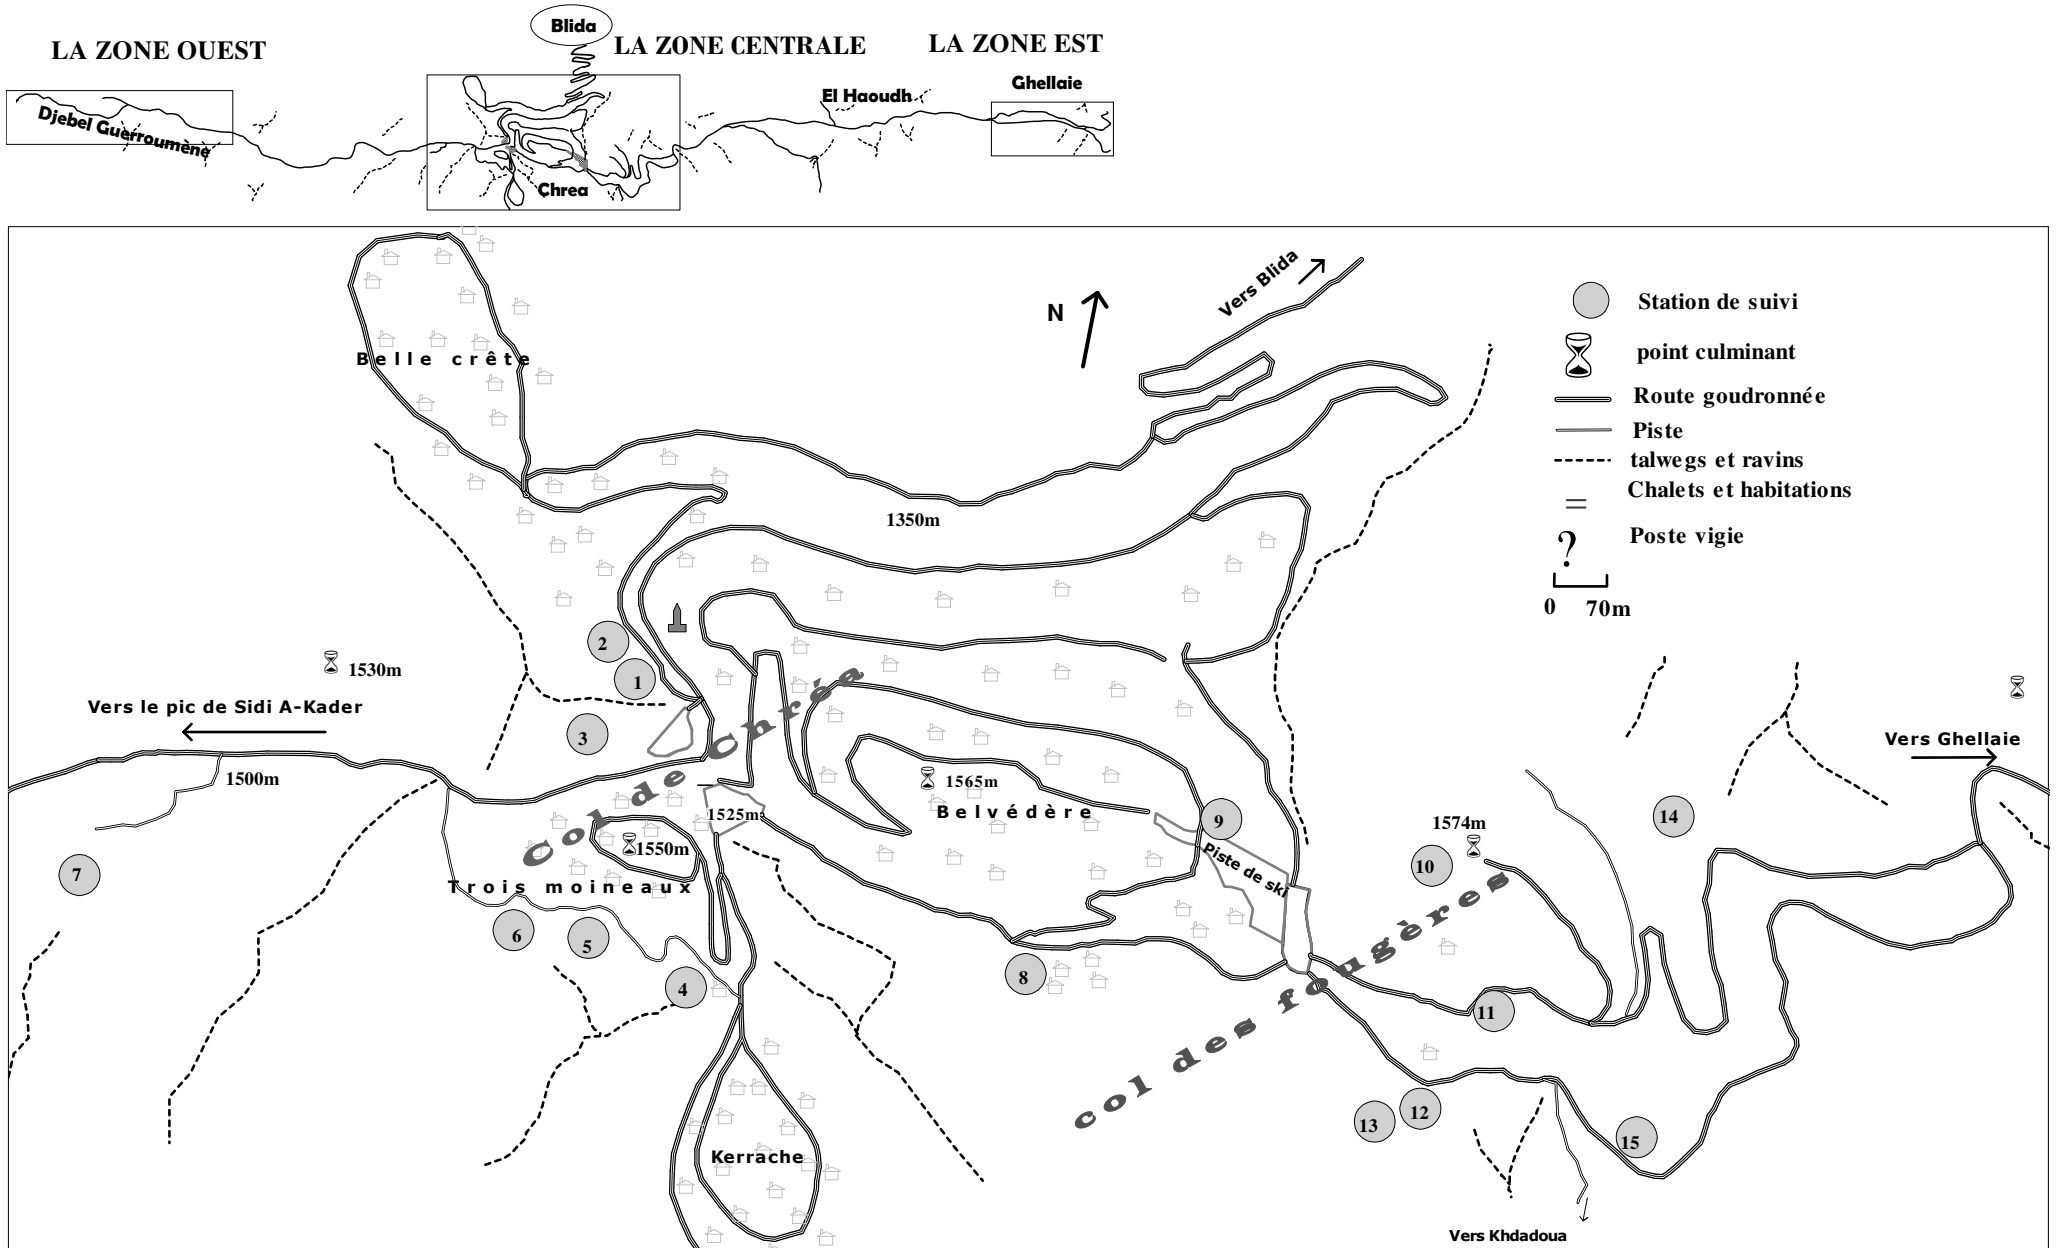 Blida
LA ZONE OUEST
LA ZONE CENTRALE
LA ZONE EST
Djebel Guerroumène
El Haoudh
Ghellaie
Chrea
Vers Blida
N
Station de suivi
point culminant
Route goudronnée
Piste
talwegs et ravins
Chalets et habitations
? Poste vigie
0 70m
Belle crête
1350m
2
1
3
1530m
Vers le pic de Sidi A-Kader
1500m
Col de Chréa
1525m
1550m
Trois moineaux
1565m
Belvédère
9
Piste de ski
1574m
10
14
Vers Ghellaie
7
6
5
4
8
col des fougères
11
13
12
15
Kerrache
Vers Khdadoua